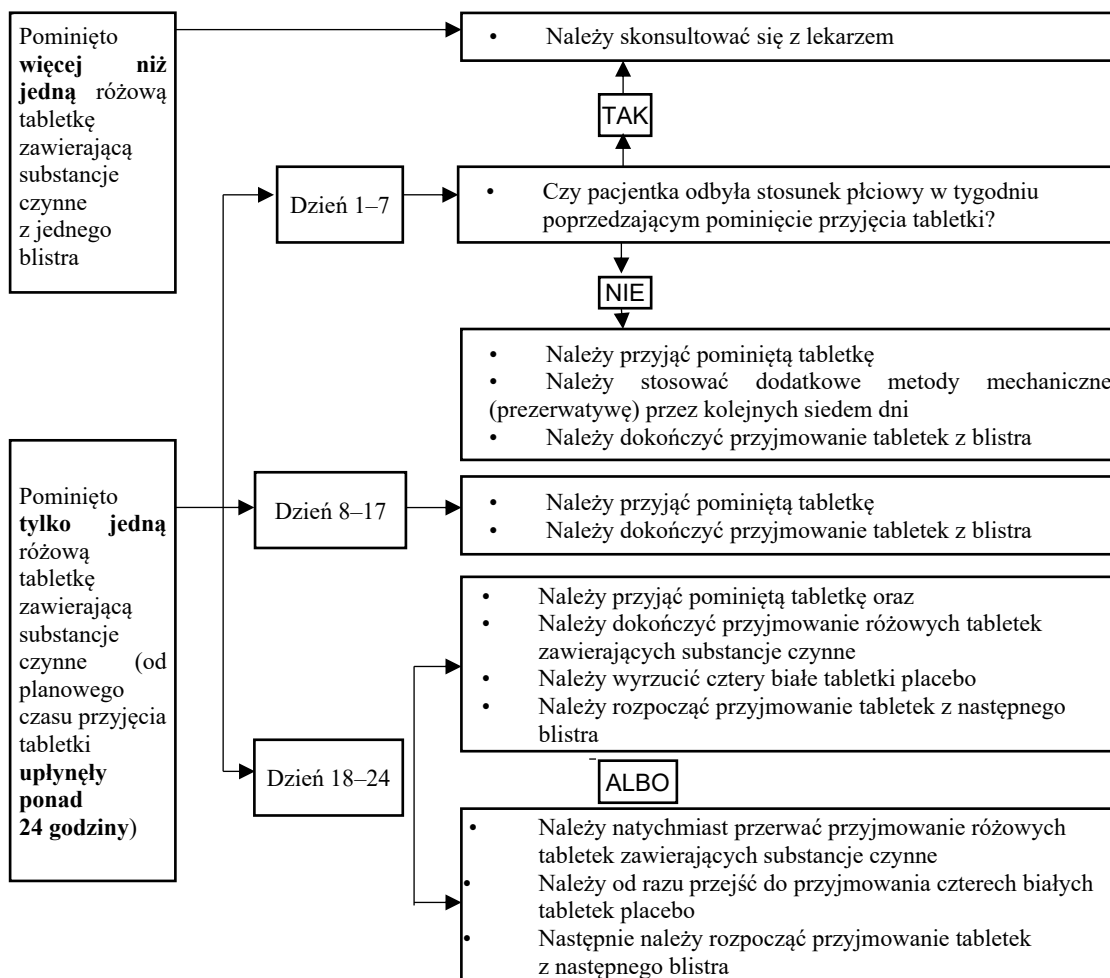 Pominięto
więcej niż
jedną różową
tabletkę
zawierającą
substancje
czynne
z jednego
blistra
• Należy skonsultować się z lekarzem
TAK
Dzień 1–7
• Czy pacjentka odbyła stosunek płciowy w tygodniu
poprzedzającym pominięcie przyjęcia tabletki?
NIE
• Należy przyjąć pominiętą tabletkę
• Należy stosować dodatkowe metody mechaniczne
(prezerwatywę) przez kolejnych siedem dni
• Należy dokończyć przyjmowanie tabletek z blistra
Pominięto
tylko jedną
różową
tabletkę
zawierającą
substancje
czynne (od
planowego
czasu przyjęcia
tabletki
upłynęły
ponad
24 godziny)
Dzień 8–17
• Należy przyjąć pominiętą tabletkę
• Należy dokończyć przyjmowanie tabletek z blistra
Dzień 18–24
• Należy przyjąć pominiętą tabletkę oraz
• Należy dokończyć przyjmowanie różowych tabletek
zawierających substancje czynne
• Należy wyrzucić cztery białe tabletki placebo
• Należy rozpocząć przyjmowanie tabletek z następnego
blistra
ALBO
• Należy natychmiast przerwać przyjmowanie różowych
tabletek zawierających substancje czynne
• Należy od razu przejść do przyjmowania czterech białych
tabletek placebo
• Następnie należy rozpocząć przyjmowanie tabletek
z następnego blistra